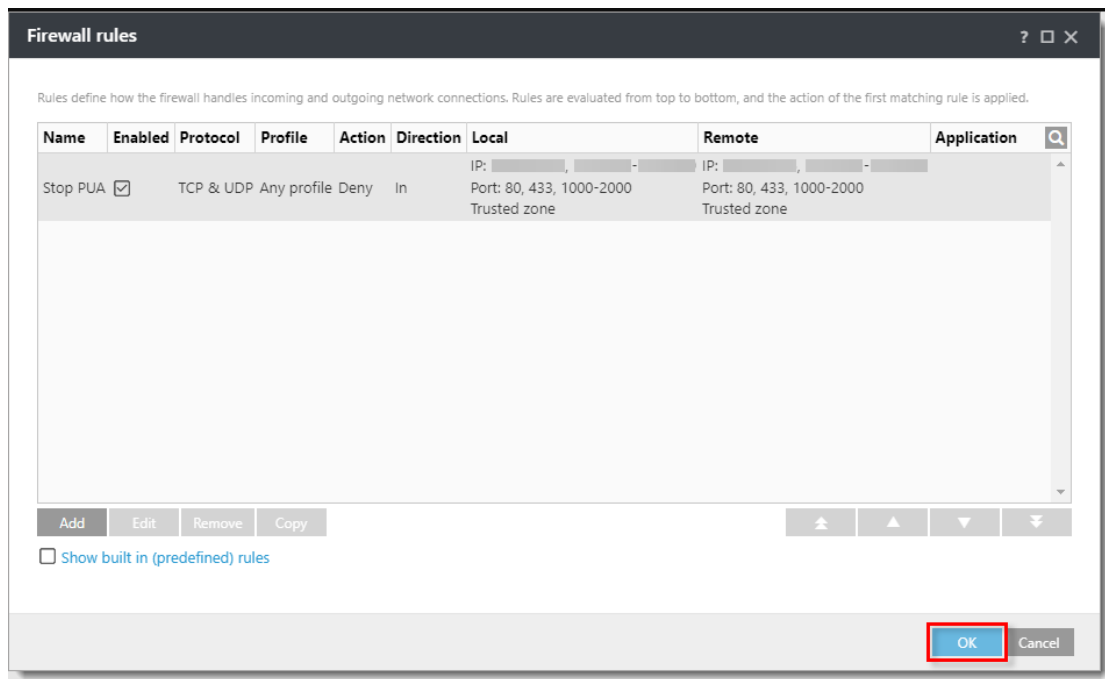 Firewall rules
Rules define how the firewall handles incoming and outgoing network connections. Rules are evaluated from top to bottom, and the action of the first matching rule is applied.
Name Enabled Protocol Profile Action Direction Local Remote Application
Stop PUA TCP & UDP Any profile Deny In
IP: , -
Port: 80, 433, 1000-2000
Trusted zone
IP: , -
Port: 80, 433, 1000-2000
Trusted zone
Add Edit Remove Copy
Show built in (predefined) rules
OK Cancel